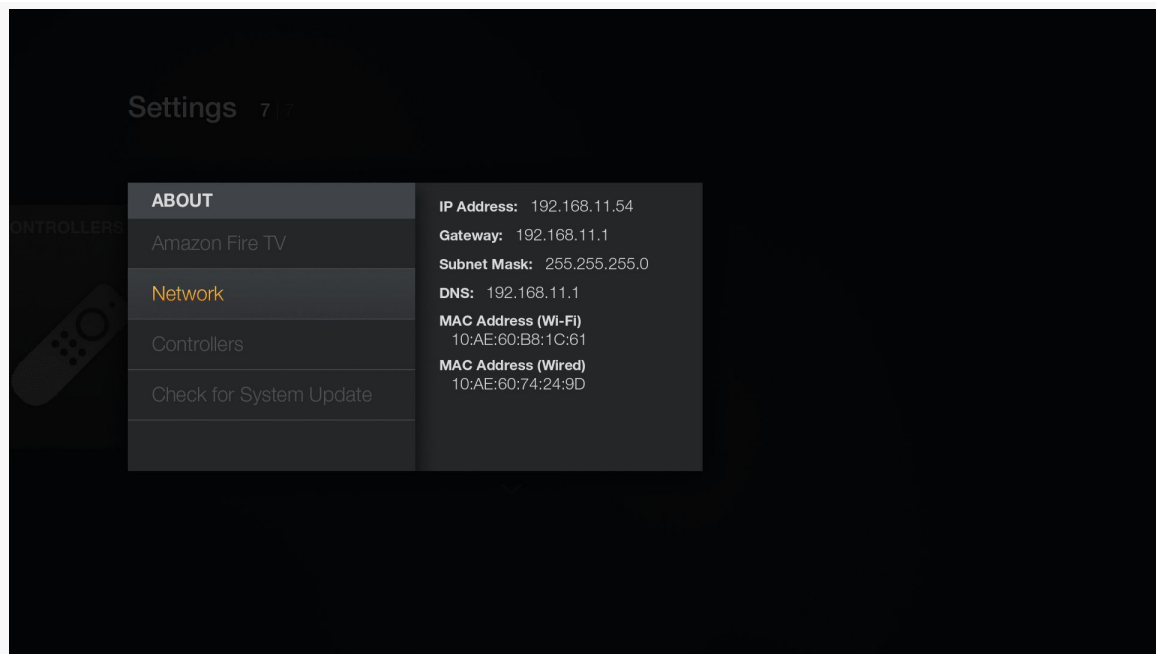 Settings 7 | 7
ONTROLLERS
ABOUT
Amazon Fire TV
Network
Controllers
Check for System Update
IP Address: 192.168.11.54
Gateway: 192.168.11.1
Subnet Mask: 255.255.255.0
DNS: 192.168.11.1
MAC Address (Wi-Fi)
10:AE:60:B8:1C:61
MAC Address (Wired)
10:AE:60:74:24:9D